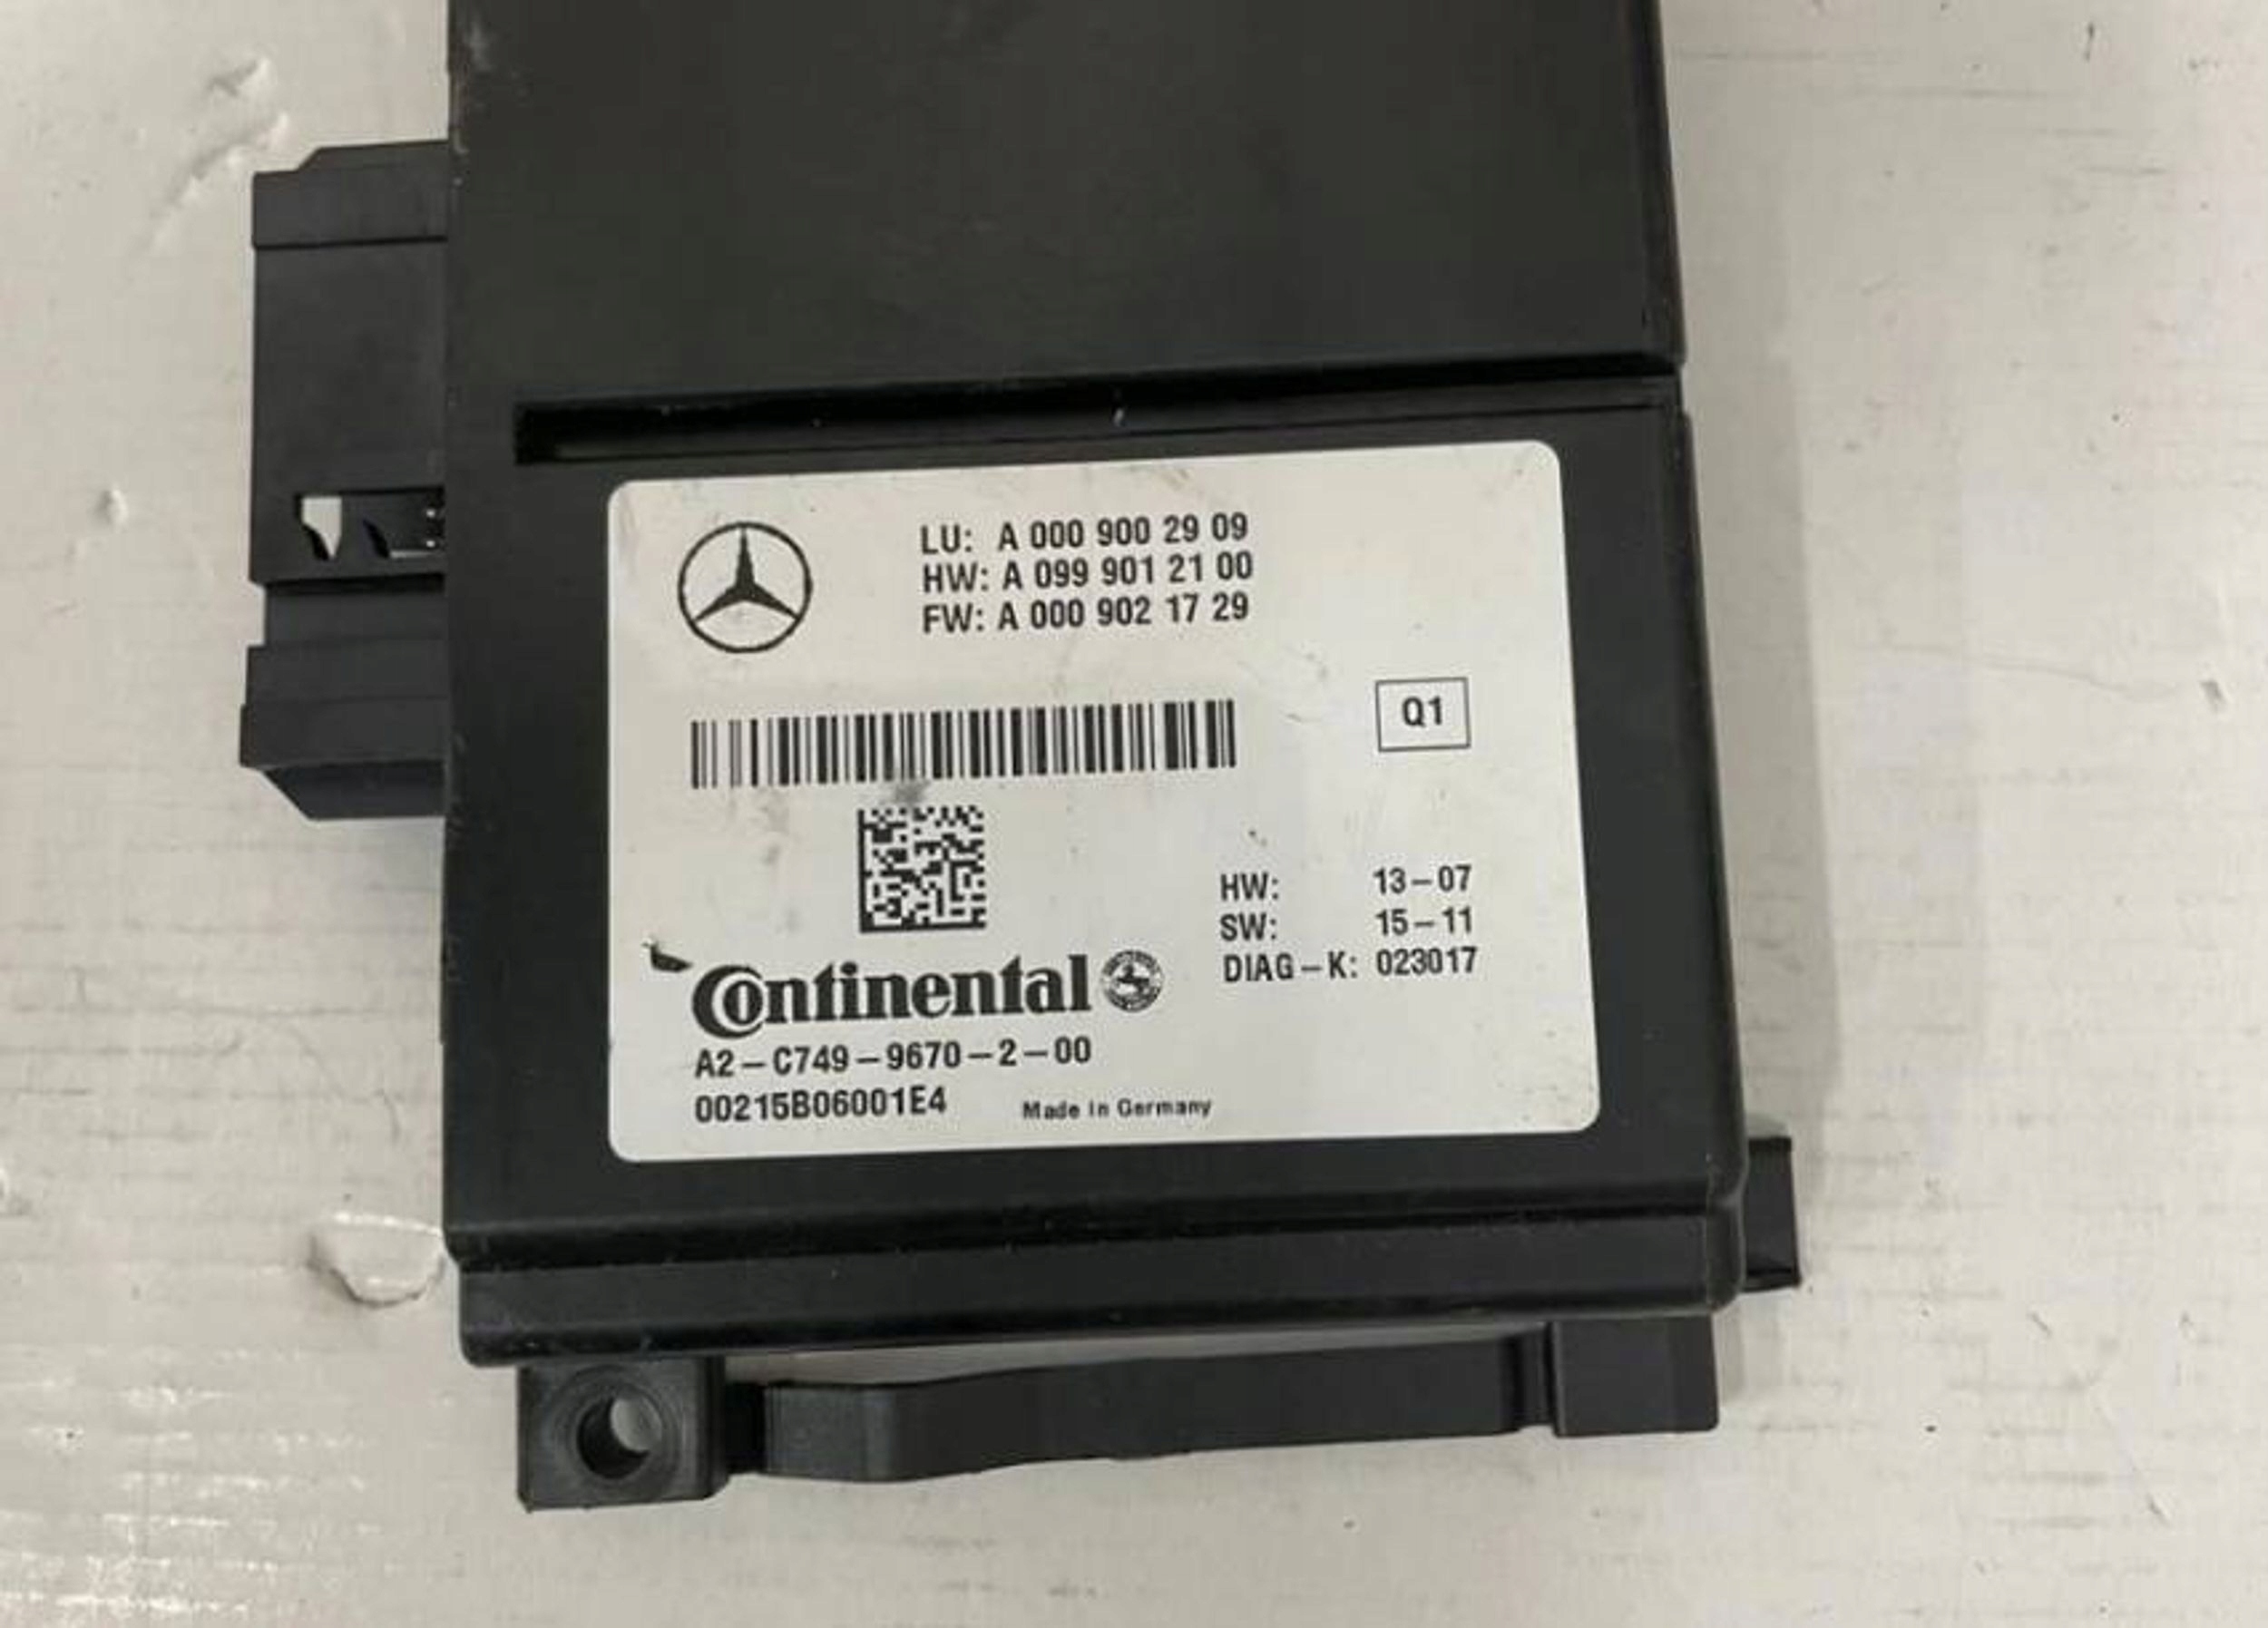 LU: A 000 900 29 09
HW: A 099 901 21 00
FW: A 000 902 17 29
Q1
HW: 13-07
SW: 15-11
DIAG-K: 023017
Continental
A2-C749-9670-2-00
00215B06001E4 Made in Germany